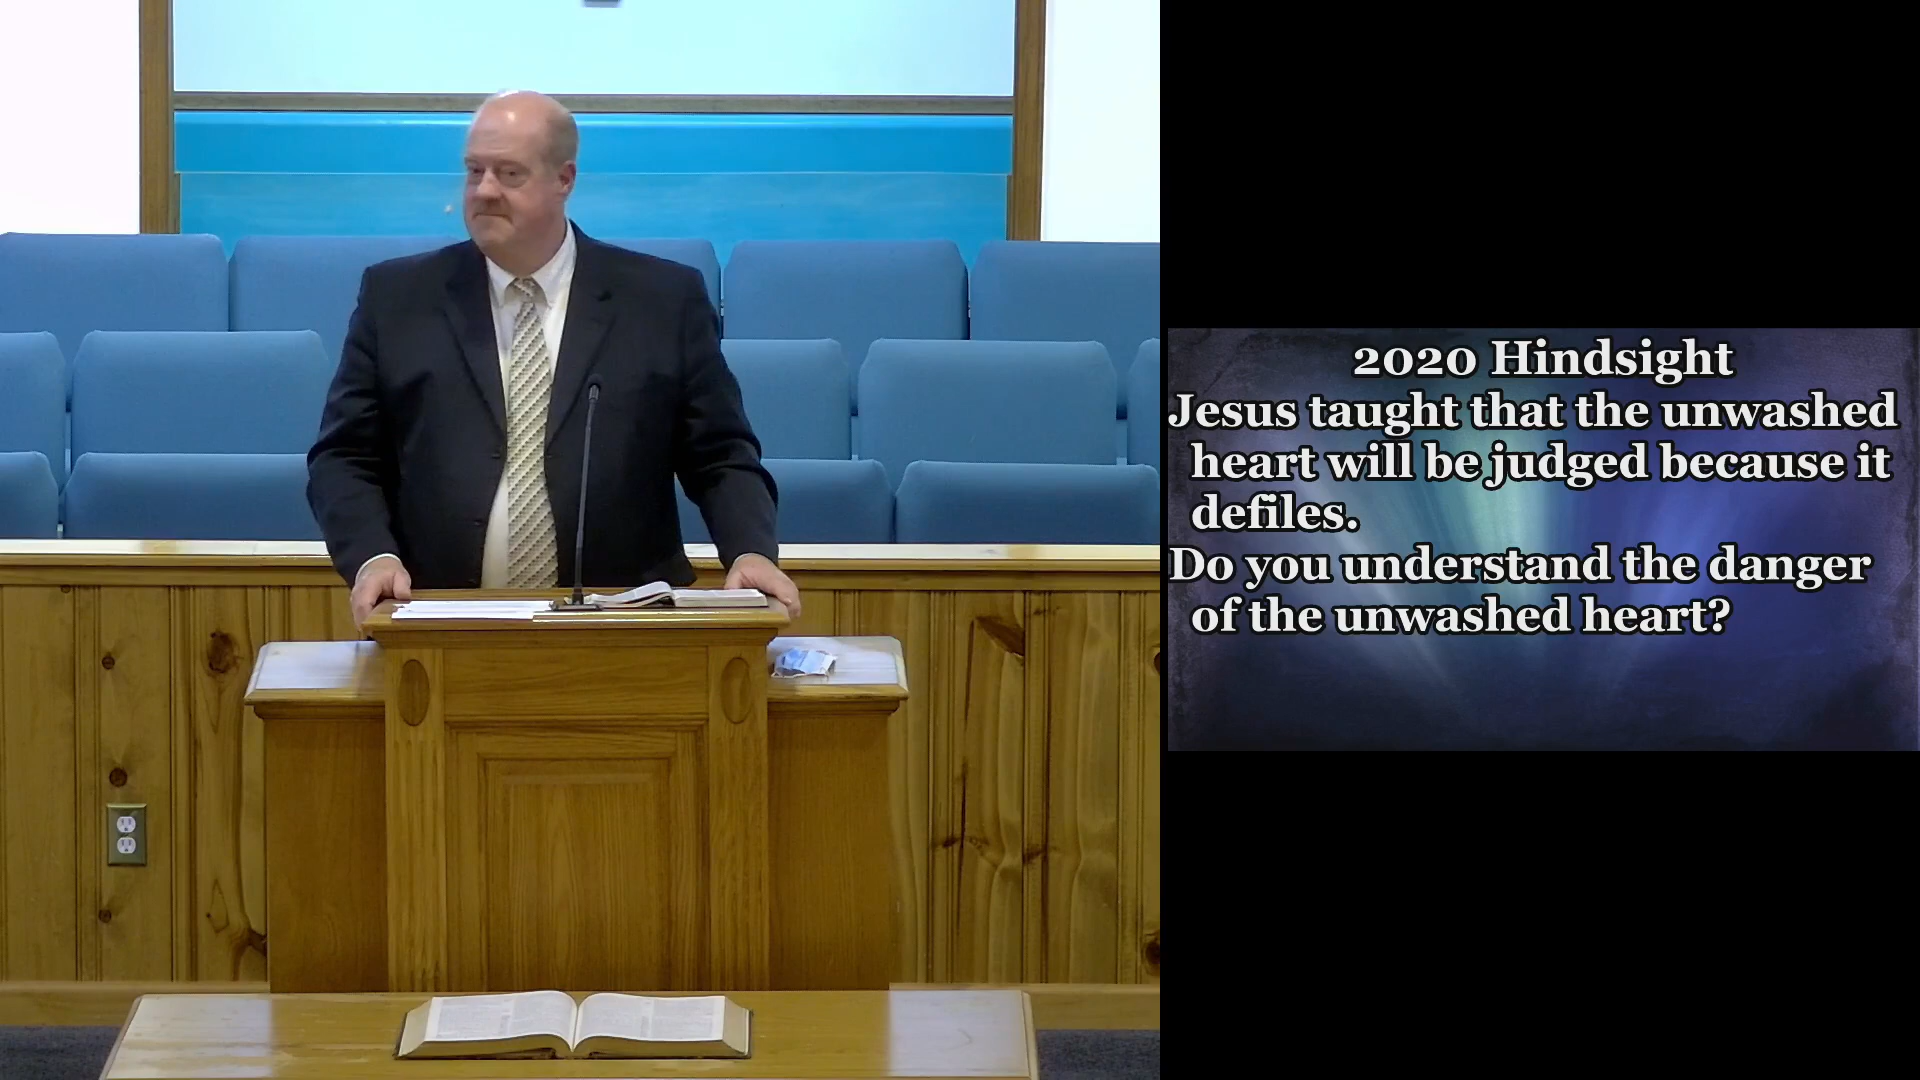 2020 Hindsight
Jesus taught that the unwashed
heart will be judged because it
defiles.
Do you understand the danger
of the unwashed heart?